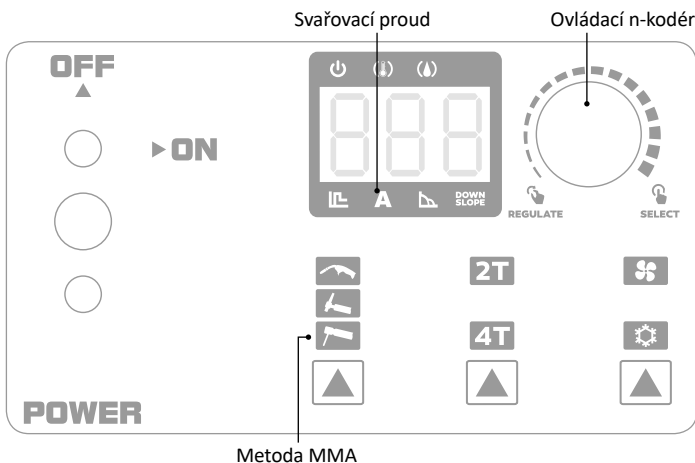 Svařovací proud
Ovládací n-kodér
OFF
ON
888
A
DOWN
SLOPE
REGULATE
SELECT
2T
4T
POWER
Metoda MMA